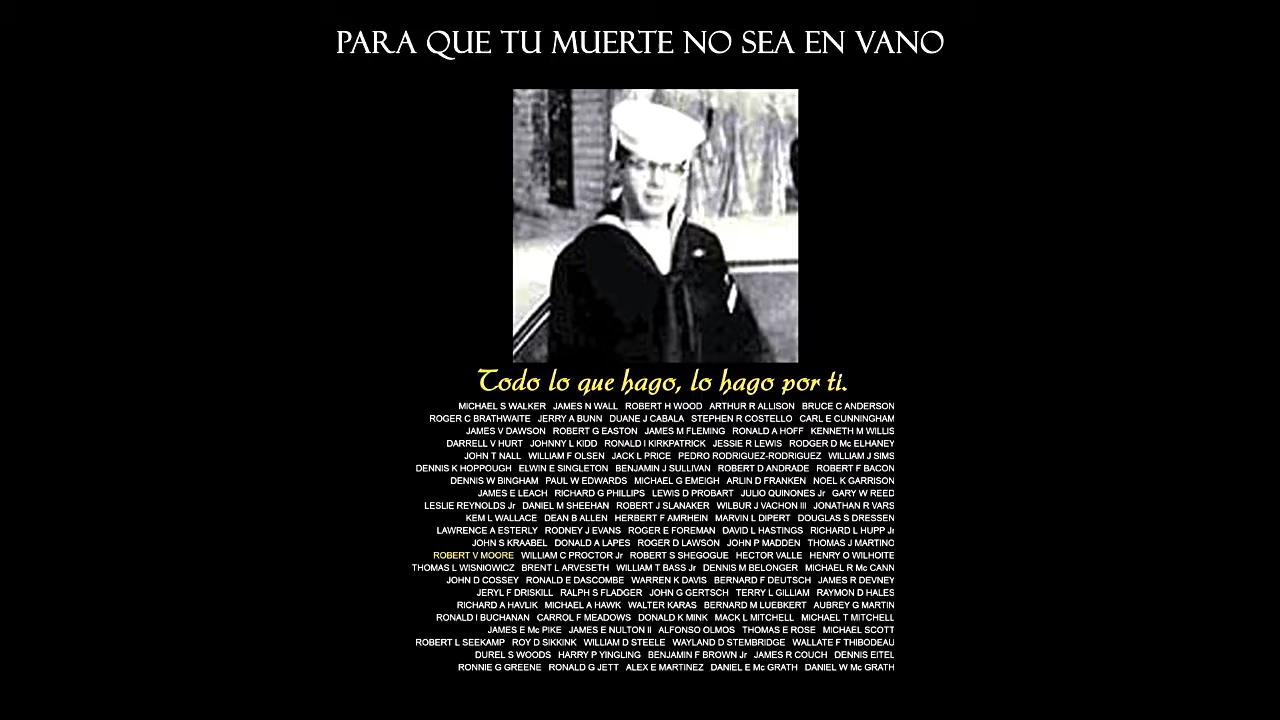 PARA QUE TU MUERTE NO SEA EN VANO
Todo lo que hago, lo hago por ti.
MICHAEL S WALKER JAMES N WALL ROBERT H WOOD ARTHUR R ALLISON BRUCE C ANDERSON
ROGER C BRATHWAITE JERRY A BUNN DUANE J CABALA STEPHEN R COSTELLO CARL E CUNNINGHAM
JAMES V DAWSON ROBERT G EASTON JAMES M FLEMING RONALD A HOFF KENNETH M WILLIS
DARRELL V HURT JOHNNY L KIDD RONALD I KIRKPATRICK JESSIE R LEWIS RODGER D Mc ELHANEY
JOHN T NALL WILLIAM F OLSEN JACK L PRICE PEDRO RODRIGUEZ-RODRIGUEZ WILLIAM J SIMS
DENNIS K HOPPOUGH ELWIN E SINGLETON BENJAMIN J SULLIVAN ROBERT D ANDRADE ROBERT F BACON
DENNIS W BINGHAM PAUL W EDWARDS MICHAEL G EMEIGH ARLIN D FRANKEN NOEL K GARRISON
JAMES E LEACH RICHARD G PHILLIPS LEWIS D PROBART JULIO QUINONES Jr GARY W REED
LESLIE REYNOLDS Jr DANIEL M SHEEHAN ROBERT J SLANAKER WILBUR J VACHON III JONATHAN R VARS
KEM L WALLACE DEAN B ALLEN HERBERT F AMRHEIN MARVIN L DIPERT DOUGLAS S DRESSEN
LAWRENCE A ESTERLY RODNEY J EVANS ROGER E FOREMAN DAVID L HASTINGS RICHARD L HUPP Jr
JOHN S KRAABEL DONALD A LAPES ROGER D LAWSON JOHN P MADDEN THOMAS J MARTINO
ROBERT V MOORE WILLIAM C PROCTOR Jr ROBERT S SHEGOGUE HECTOR VALLE HENRY O WILHOITE
THOMAS L WISNIOWICZ BRENT L ARVESETH WILLIAM T BASS Jr DENNIS M BELONGER MICHAEL R Mc CANN
JOHN D COSSEY RONALD E DASCOMBE WARREN K DAVIS BERNARD F DEUTSCH JAMES R DEVNEY
JERYL F DRISKILL RALPH S FLADGER JOHN G GERTSCH TERRY L GILLIAM RAYMON D HALES
RICHARD A HAVLIK MICHAEL A HAWK WALTER KARAS BERNARD M LUEBKERT AUBREY G MARTIN
RONALD I BUCHANAN CARROL F MEADOWS DONALD K MINK MACK L MITCHELL MICHAEL T MITCHELL
JAMES E Mc PIKE JAMES E NULTON II ALFONSO OLMOS THOMAS E ROSE MICHAEL SCOTT
ROBERT L SEEKAMP ROY D SIKKINK WILLIAM D STEELE WAYLAND D STEMBRIDGE WALLATE F THIBODEAU
DUREL S WOODS HARRY P YINGLING BENJAMIN F BROWN Jr JAMES R COUCH DENNIS EITEL
RONNIE G GREENE RONALD G JETT ALEX E MARTINEZ DANIEL E Mc GRATH DANIEL W Mc GRATH